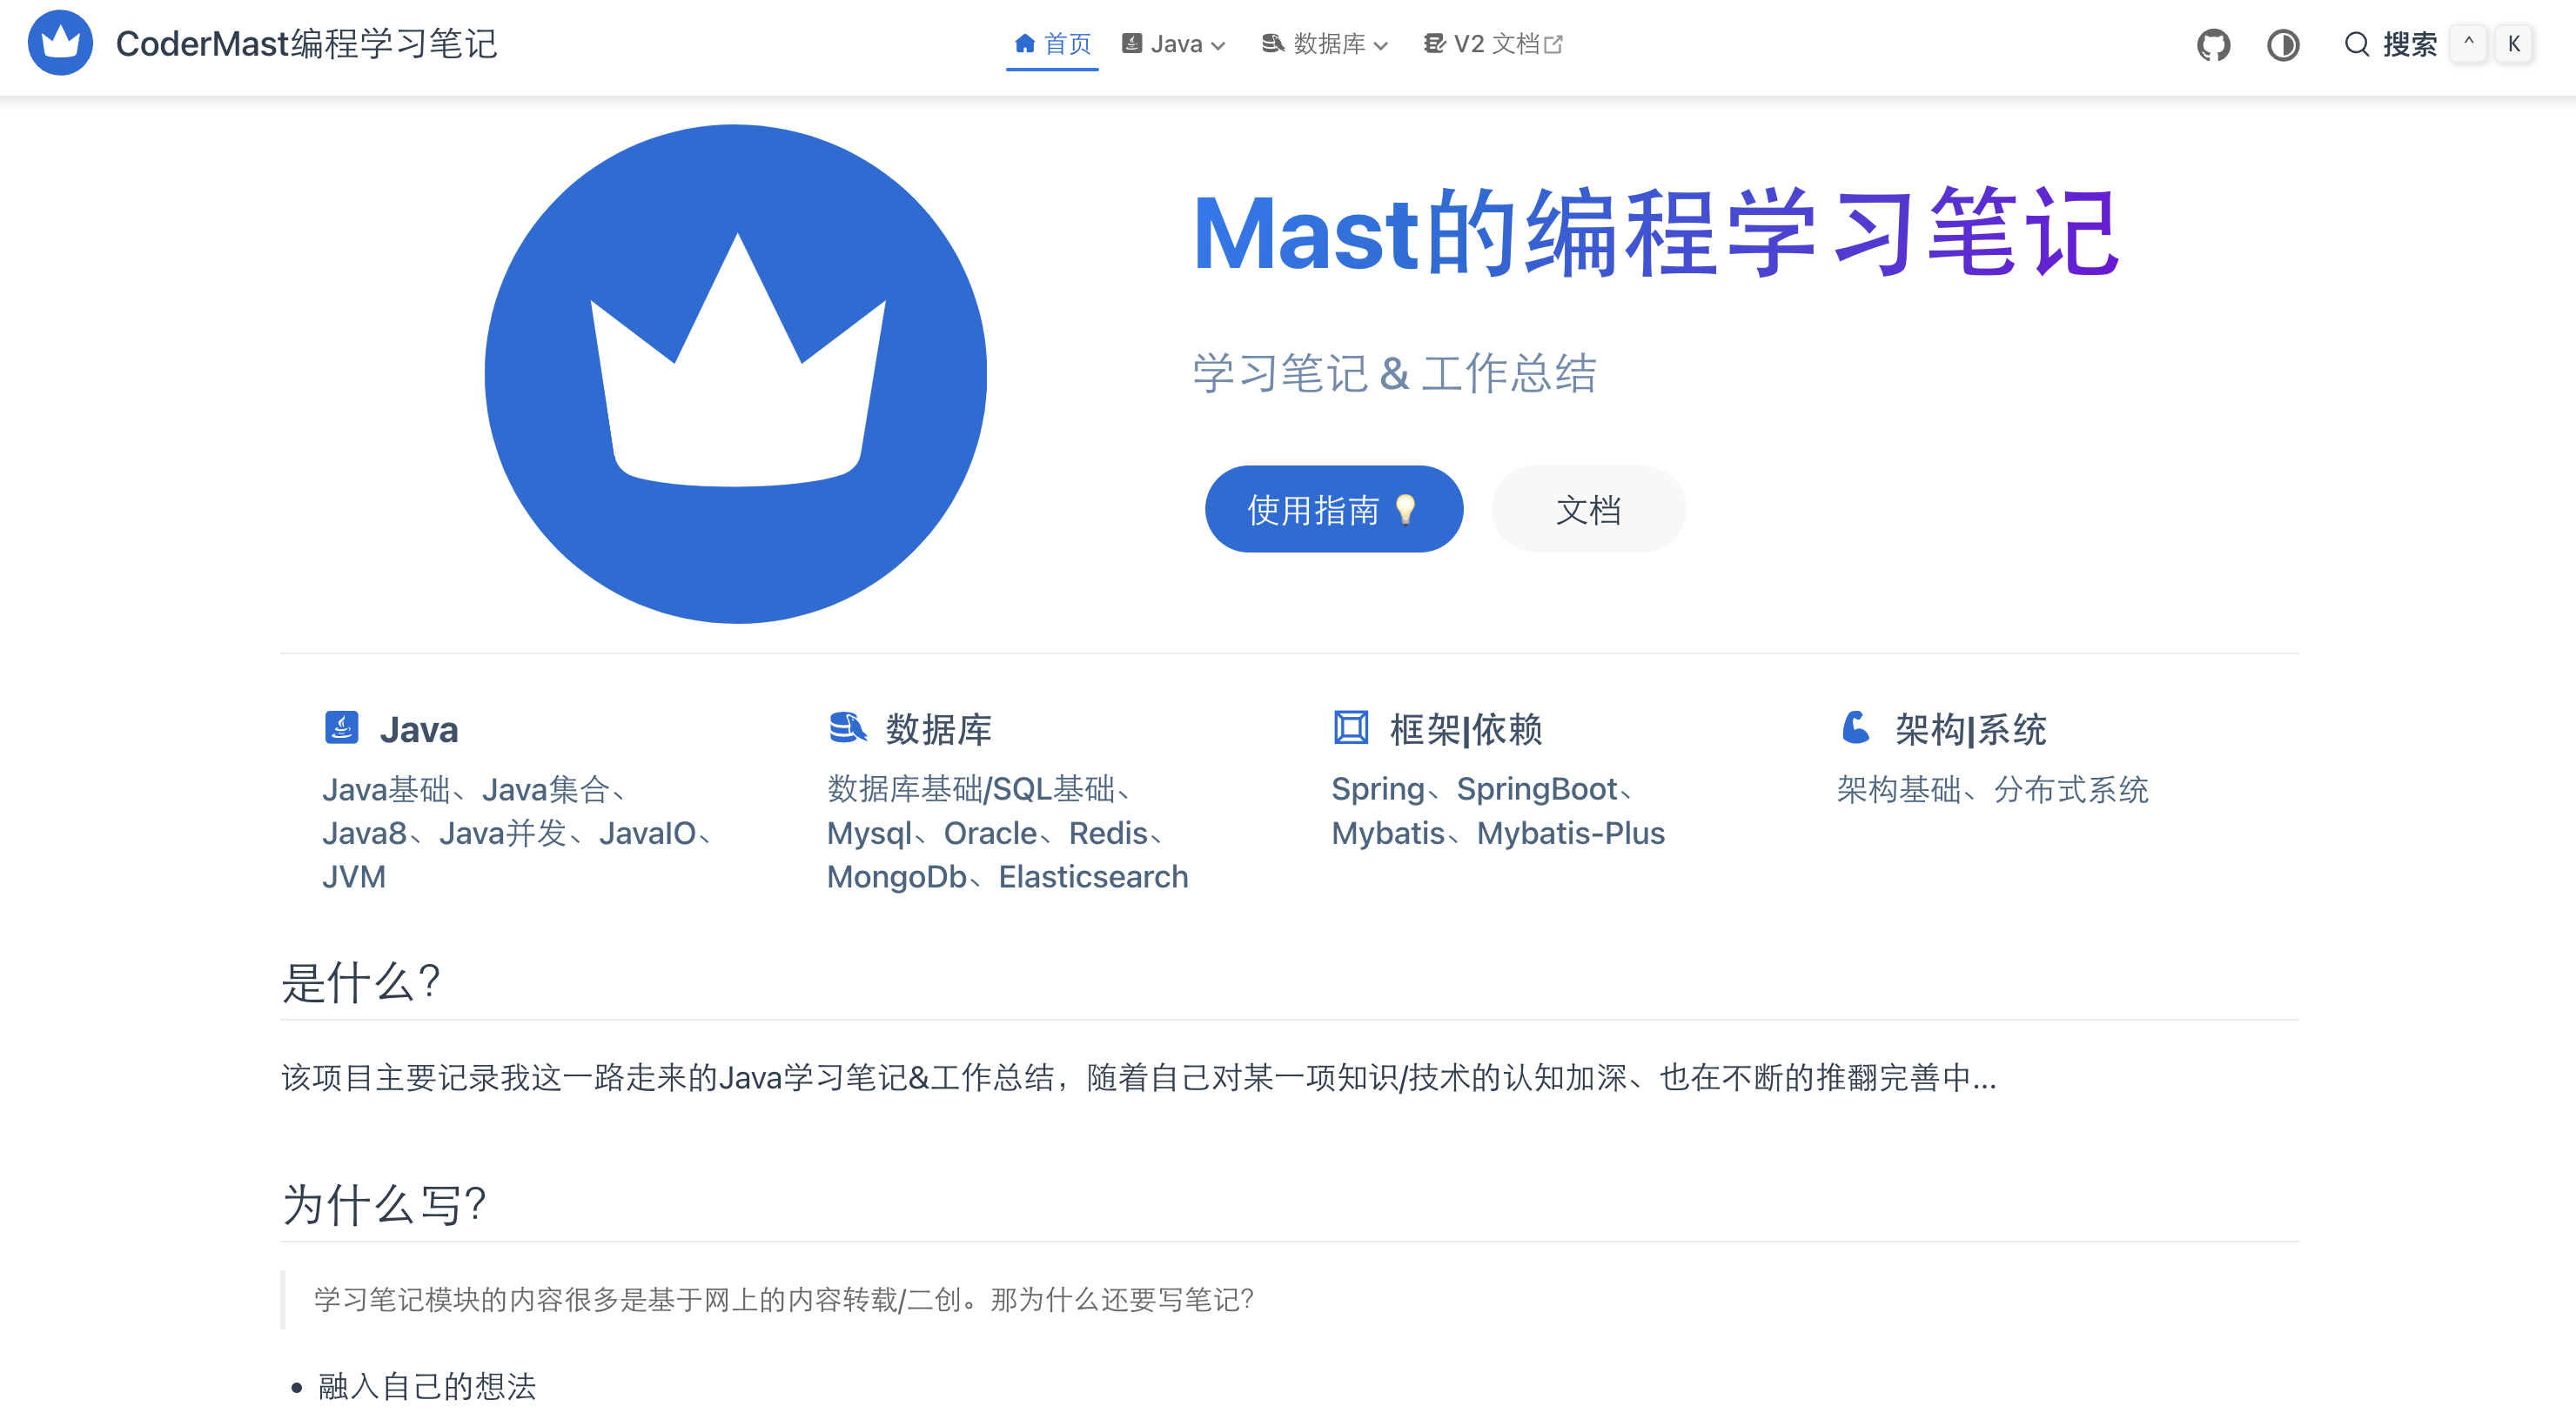 CoderMast编程学习笔记
首页 Java 数据库 V2 文档
搜索 ^ K
Mast的编程学习笔记
学习笔记 & 工作总结
使用指南 文档
Java
Java基础、Java集合、
Java8、Java并发、JavaIO、
JVM
数据库
数据库基础/SQL基础、
Mysql、Oracle、Redis、
MongoDb、Elasticsearch
框架|依赖
Spring、SpringBoot、
Mybatis、Mybatis-Plus
架构|系统
架构基础、分布式系统
是什么？
该项目主要记录我这一路走来的Java学习笔记&工作总结，随着自己对某一项知识/技术的认知加深、也在不断的推翻完善中...
为什么写？
学习笔记模块的内容很多是基于网上的内容转载/二创。那为什么还要写笔记？
• 融入自己的想法